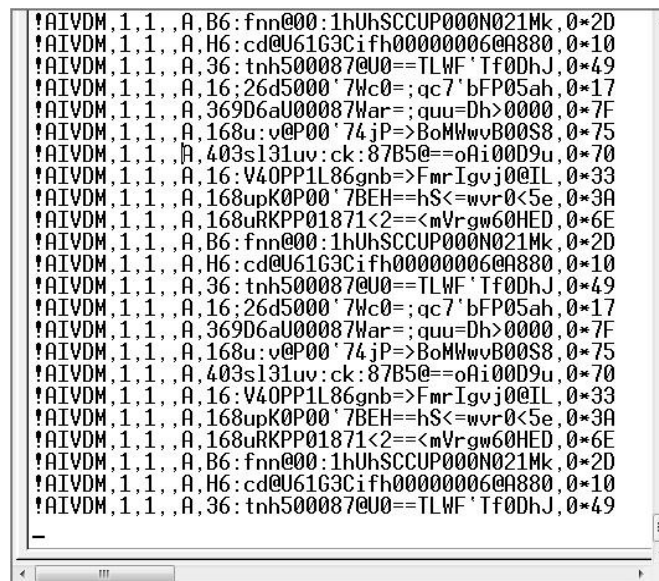 !AIVDM,1,1,,A,B6:fnn@00:1hUhSCCUP000N021Mk,0*2D
!AIVDM,1,1,,A,H6:cd@U61G3Cifh00000006@A880,0*10
!AIVDM,1,1,,A,36:tnh500087@U0==TLWF`Tf0DhJ,0*49
!AIVDM,1,1,,A,16;26d5000`7Wc0=;qc7`bFP05ah,0*17
!AIVDM,1,1,,A,369D6aU00087War=;quu=Dh>0000,0*7F
!AIVDM,1,1,,A,168u:v@P00`74jP=>BoMWwvB00S8,0*75
!AIVDM,1,1,,A,403sl31uv:ck:87B5@==oAi00D9u,0*70
!AIVDM,1,1,,A,16:V4OPP1L86gnb=>FmrIgvj0@IL,0*33
!AIVDM,1,1,,A,168upK0P00`7BEH==hS<=wvr0<5e,0*3A
!AIVDM,1,1,,A,168uRKPP01871<2==<mVrgw60HED,0*6E
!AIVDM,1,1,,A,B6:fnn@00:1hUhSCCUP000N021Mk,0*2D
!AIVDM,1,1,,A,H6:cd@U61G3Cifh00000006@A880,0*10
!AIVDM,1,1,,A,36:tnh500087@U0==TLWF`Tf0DhJ,0*49
!AIVDM,1,1,,A,16;26d5000`7Wc0=;qc7`bFP05ah,0*17
!AIVDM,1,1,,A,369D6aU00087War=;quu=Dh>0000,0*7F
!AIVDM,1,1,,A,168u:v@P00`74jP=>BoMWwvB00S8,0*75
!AIVDM,1,1,,A,403sl31uv:ck:87B5@==oAi00D9u,0*70
!AIVDM,1,1,,A,16:V4OPP1L86gnb=>FmrIgvj0@IL,0*33
!AIVDM,1,1,,A,168upK0P00`7BEH==hS<=wvr0<5e,0*3A
!AIVDM,1,1,,A,168uRKPP01871<2==<mVrgw60HED,0*6E
!AIVDM,1,1,,A,B6:fnn@00:1hUhSCCUP000N021Mk,0*2D
!AIVDM,1,1,,A,H6:cd@U61G3Cifh00000006@A880,0*10
!AIVDM,1,1,,A,36:tnh500087@U0==TLWF`Tf0DhJ,0*49